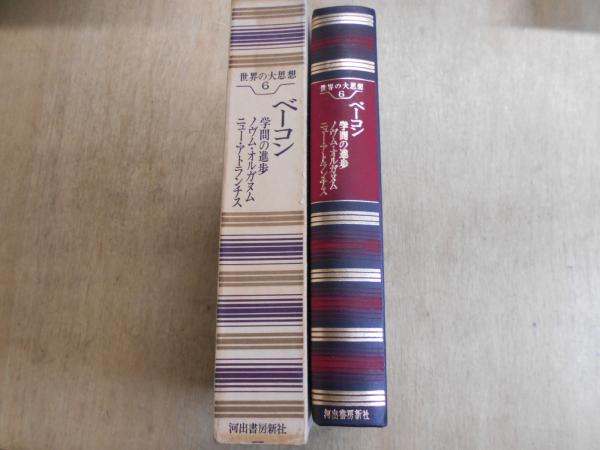 世界の大思想
6
ベーコン
学問の進歩
ノヴム・オルガヌム
ニュー・アトランチス
河出書房新社
世界の大思想
6
ベーコン
学問の進歩
ノヴム・オルガヌム
ニュー・アトランチス
河出書房新社